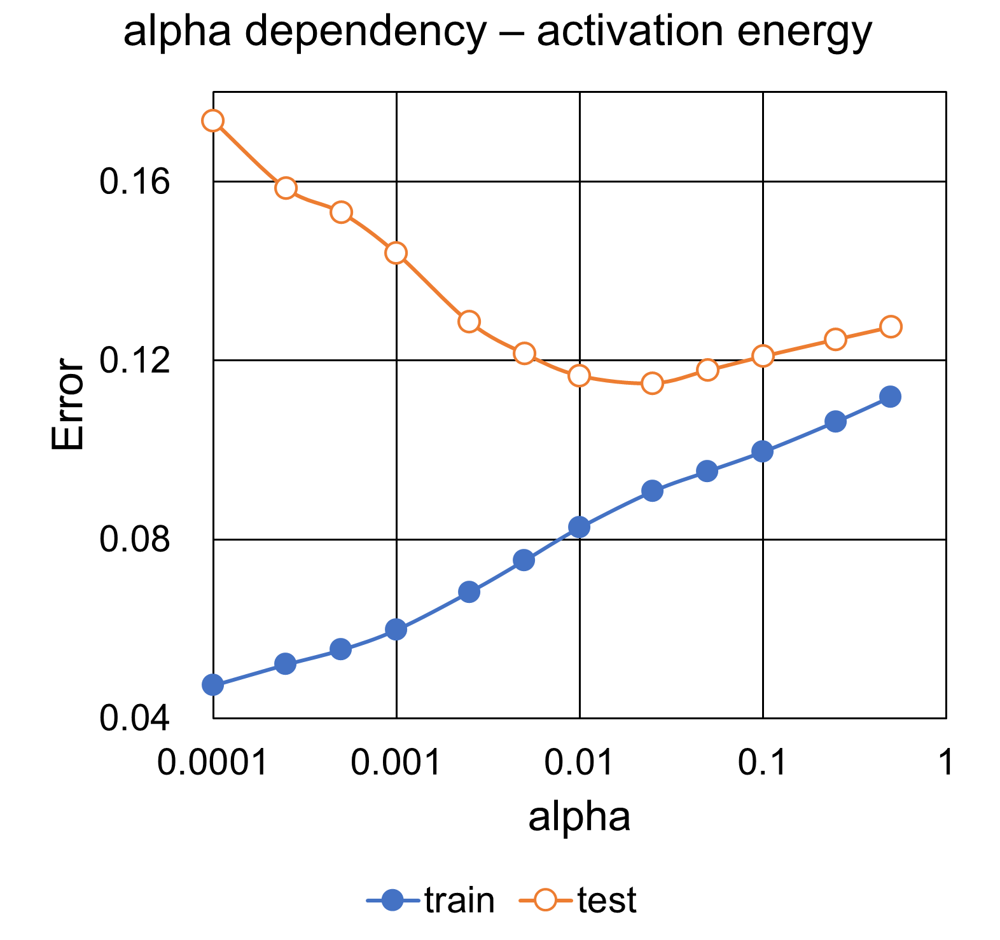 alpha dependency – activation energy
0.16
0.12
0.08
0.04
Error
0.0001 0.001 0.01 0.1 1
alpha
train test